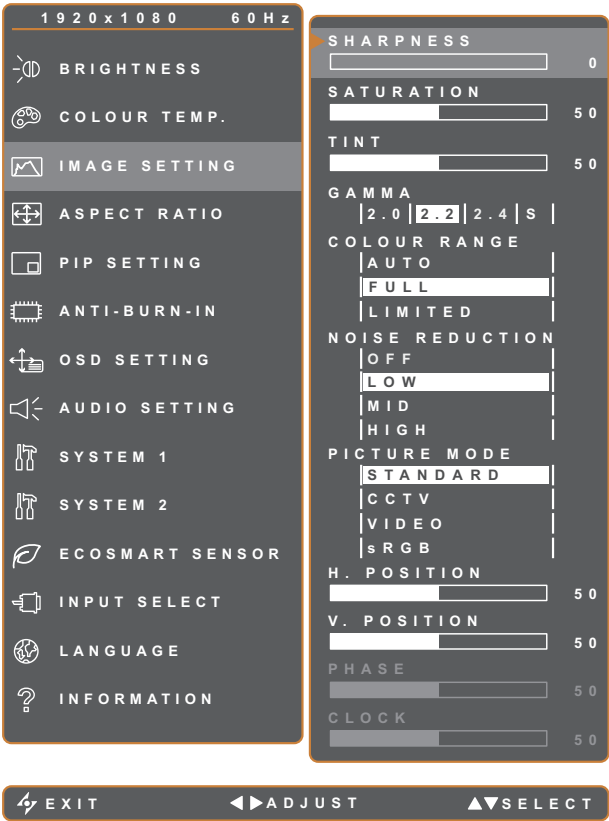 1920x1080 60Hz
BRIGHTNESS
COLOUR TEMP.
IMAGE SETTING
ASPECT RATIO
PIP SETTING
ANTI-BURN-IN
OSD SETTING
AUDIO SETTING
SYSTEM 1
SYSTEM 2
ECOSMART SENSOR
INPUT SELECT
LANGUAGE
INFORMATION
SHARPNESS
0
SATURATION
50
TINT
50
GAMMA
2.0 2.2 2.4 S
COLOUR RANGE
AUTO
FULL
LIMITED
NOISE REDUCTION
OFF
LOW
MID
HIGH
PICTURE MODE
STANDARD
CCTV
VIDEO
sRGB
H. POSITION
50
V. POSITION
50
PHASE
50
CLOCK
50
EXIT ADJUST SELECT